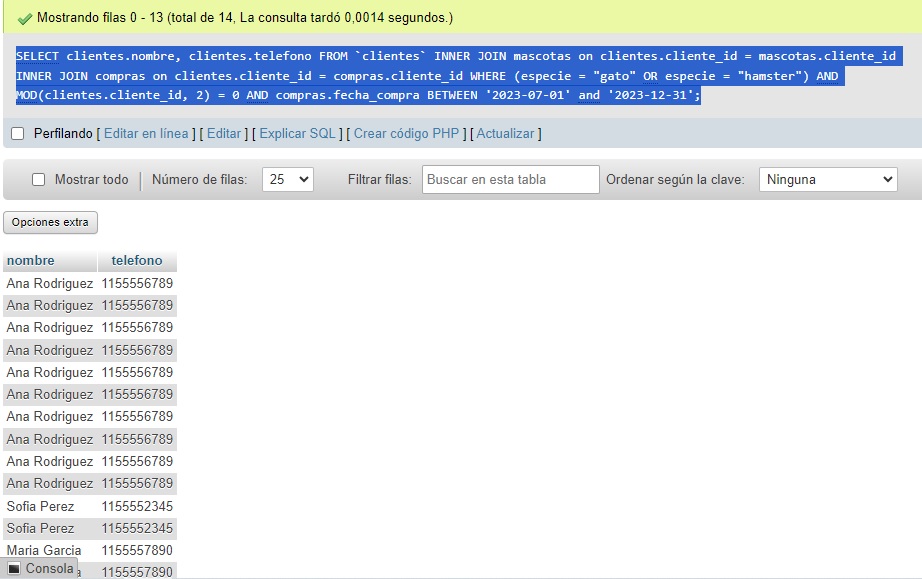 Mostrando filas 0 - 13 (total de 14, La consulta tardó 0,0014 segundos.)
SELECT clientes.nombre, clientes.telefono FROM `clientes` INNER JOIN mascotas on clientes.cliente_id = mascotas.cliente_id
INNER JOIN compras on clientes.cliente_id = compras.cliente_id WHERE (especie = "gato" OR especie = "hamster") AND
MOD(clientes.cliente_id, 2) = 0 AND compras.fecha_compra BETWEEN '2023-07-01' and '2023-12-31';
Perfilando [ Editar en línea ] [ Editar ] [ Explicar SQL ] [ Crear código PHP ] [ Actualizar ]
Mostrar todo | Número de filas: 25 Filtrar filas: Buscar en esta tabla Ordenar según la clave: Ninguna
Opciones extra
nombre telefono
Ana Rodriguez 1155556789
Ana Rodriguez 1155556789
Ana Rodriguez 1155556789
Ana Rodriguez 1155556789
Ana Rodriguez 1155556789
Ana Rodriguez 1155556789
Ana Rodriguez 1155556789
Ana Rodriguez 1155556789
Ana Rodriguez 1155556789
Ana Rodriguez 1155556789
Sofia Perez 1155552345
Sofia Perez 1155552345
Maria Garcia 1155557890
Consola 1155557890